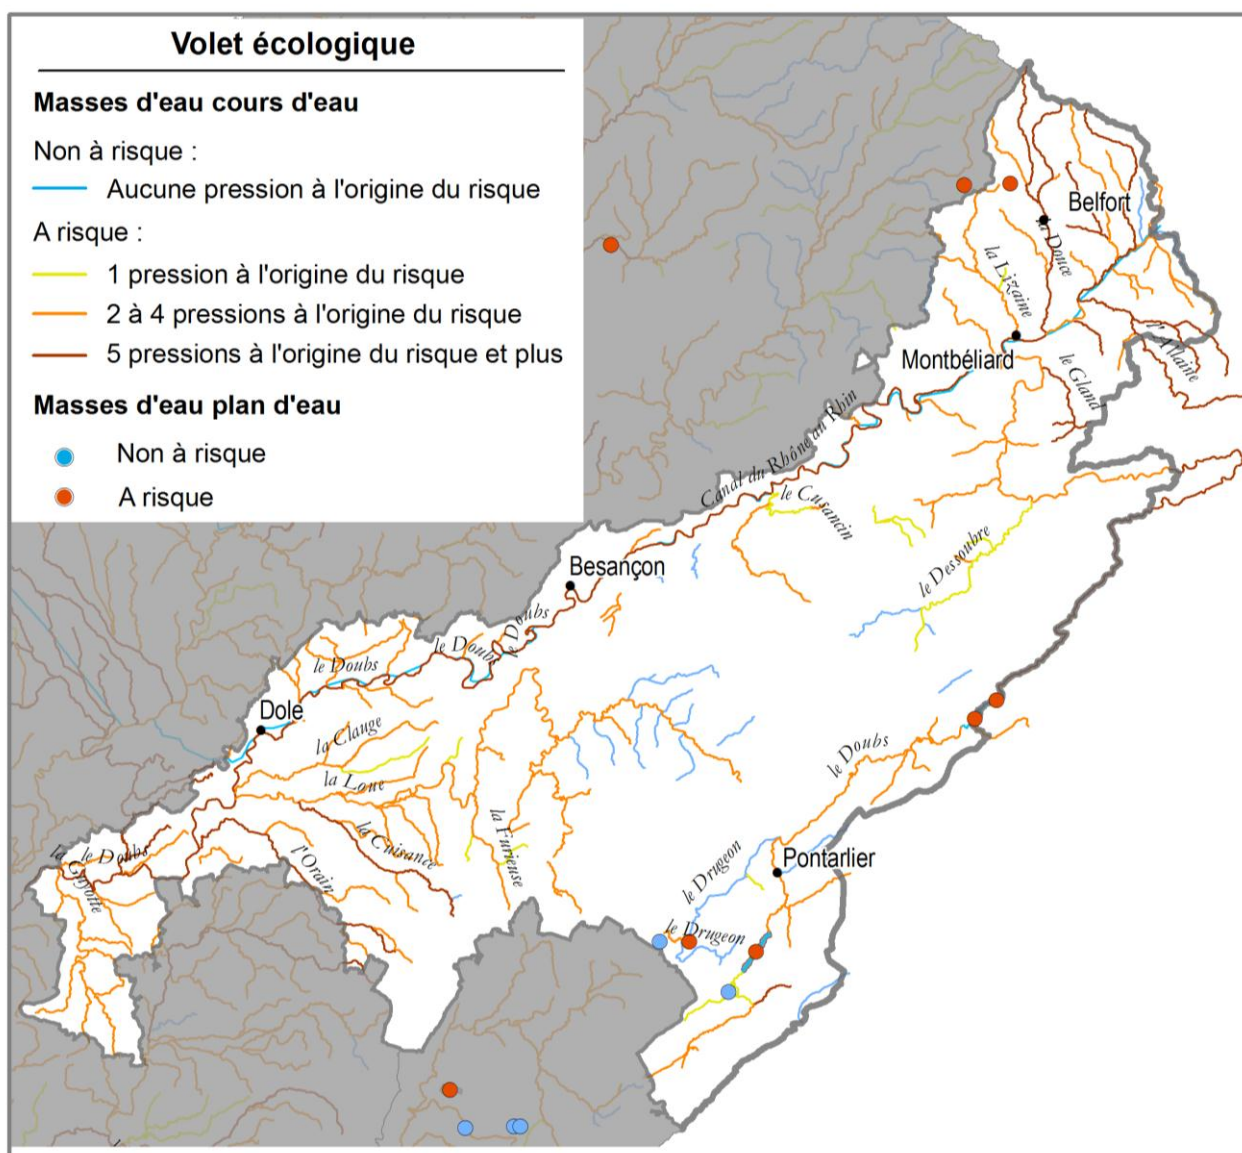 Volet écologique
Masses d'eau cours d'eau
Non à risque :
Aucune pression à l'origine du risque
A risque :
1 pression à l'origine du risque
2 à 4 pressions à l'origine du risque
5 pressions à l'origine du risque et plus
Masses d'eau plan d'eau
Non à risque
A risque
Belfort
la Douce
la Lizaine
l'Allaine
Montbéliard
le Gland
Canal du Rhône au Rhin
le Cusancin
Besançon
le Dessoubre
le Doubs
le Doubs
le Doubs
Dole
la Clauge
le Doubs
la Loue
la Furieuse
la Cuisance
l'Orain
le Doubs
la Guyotte
le Drugeon
Pontarlier
le Drugeon